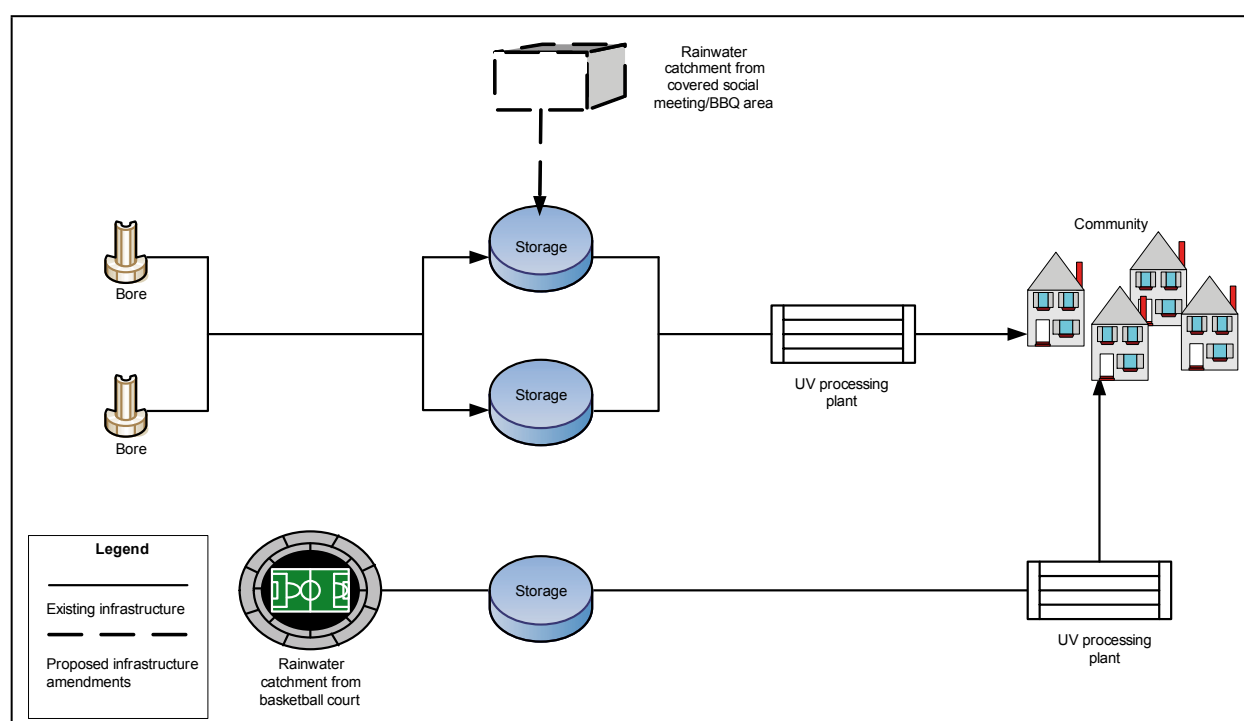 Rainwater
catchment from
covered social
meeting/BBQ area
Community
Storage
Bore
UV processing
plant
Storage
Bore
Legend
Existing infrastructure
Proposed infrastructure
amendments
Storage
Rainwater
catchment from
basketball court
UV processing
plant